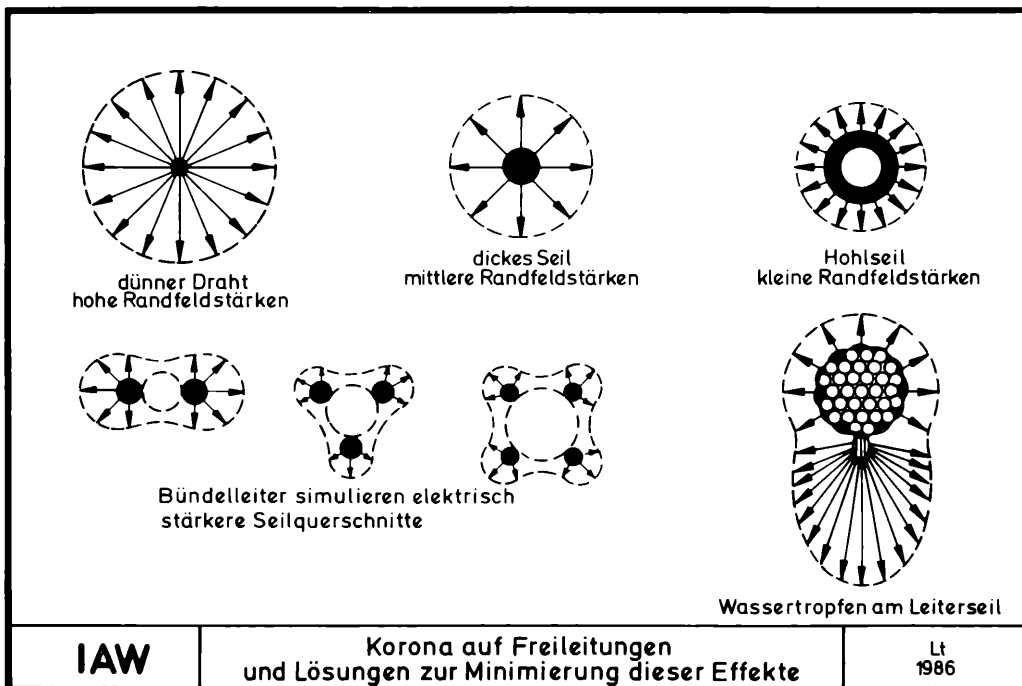 dünner Draht
hohe Randfeldstärken
dickes Seil
mittlere Randfeldstärken
Hohlseil
kleine Randfeldstärken
Bündelleiter simulieren elektrisch
stärkere Seilquerschnitte
Wassertropfen am Leiterseil
IAW
Korona auf Freileitungen
und Lösungen zur Minimierung dieser Effekte
Lt
1986